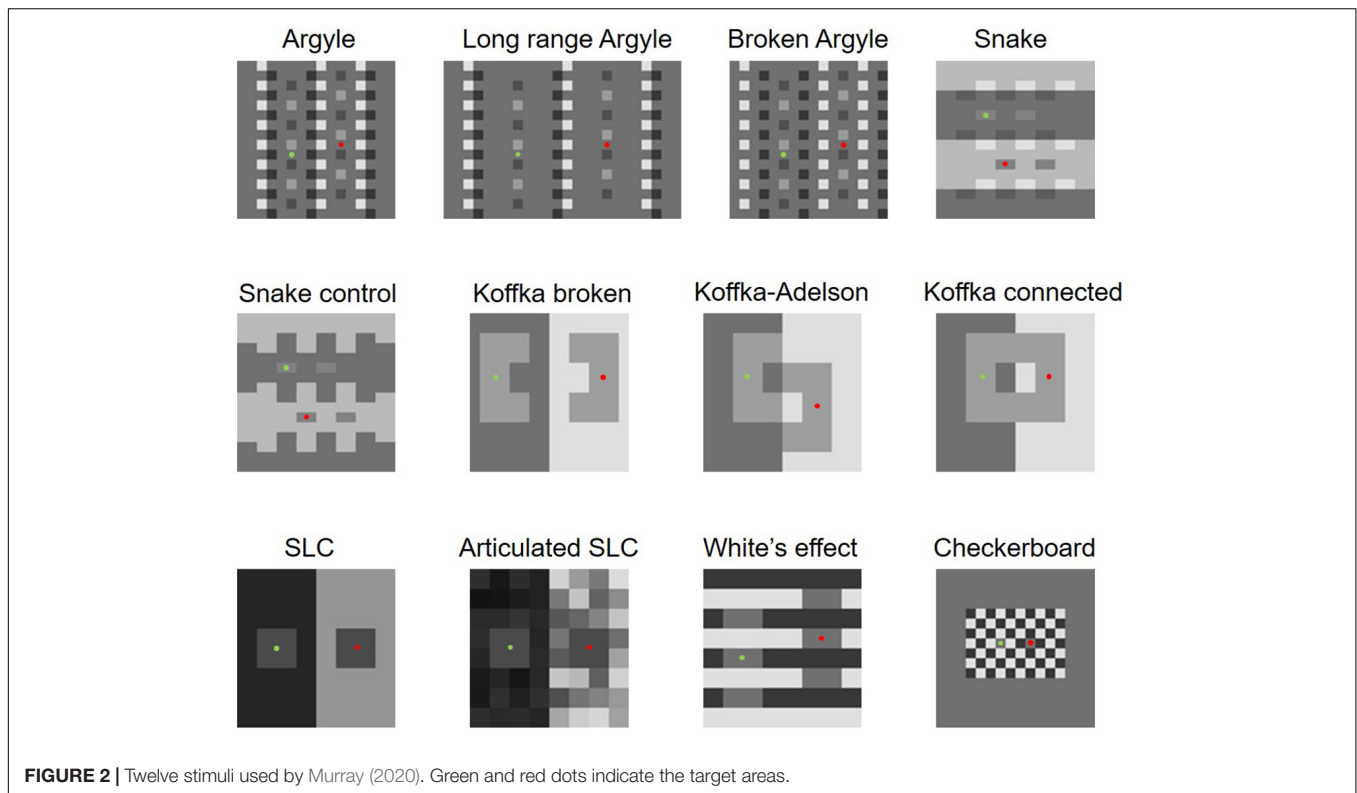 Argyle
Long range Argyle
Broken Argyle
Snake
Snake control
Koffka broken
Koffka-Adelson
Koffka connected
SLC
Articulated SLC
White's effect
Checkerboard
FIGURE 2 | Twelve stimuli used by Murray (2020). Green and red dots indicate the target areas.